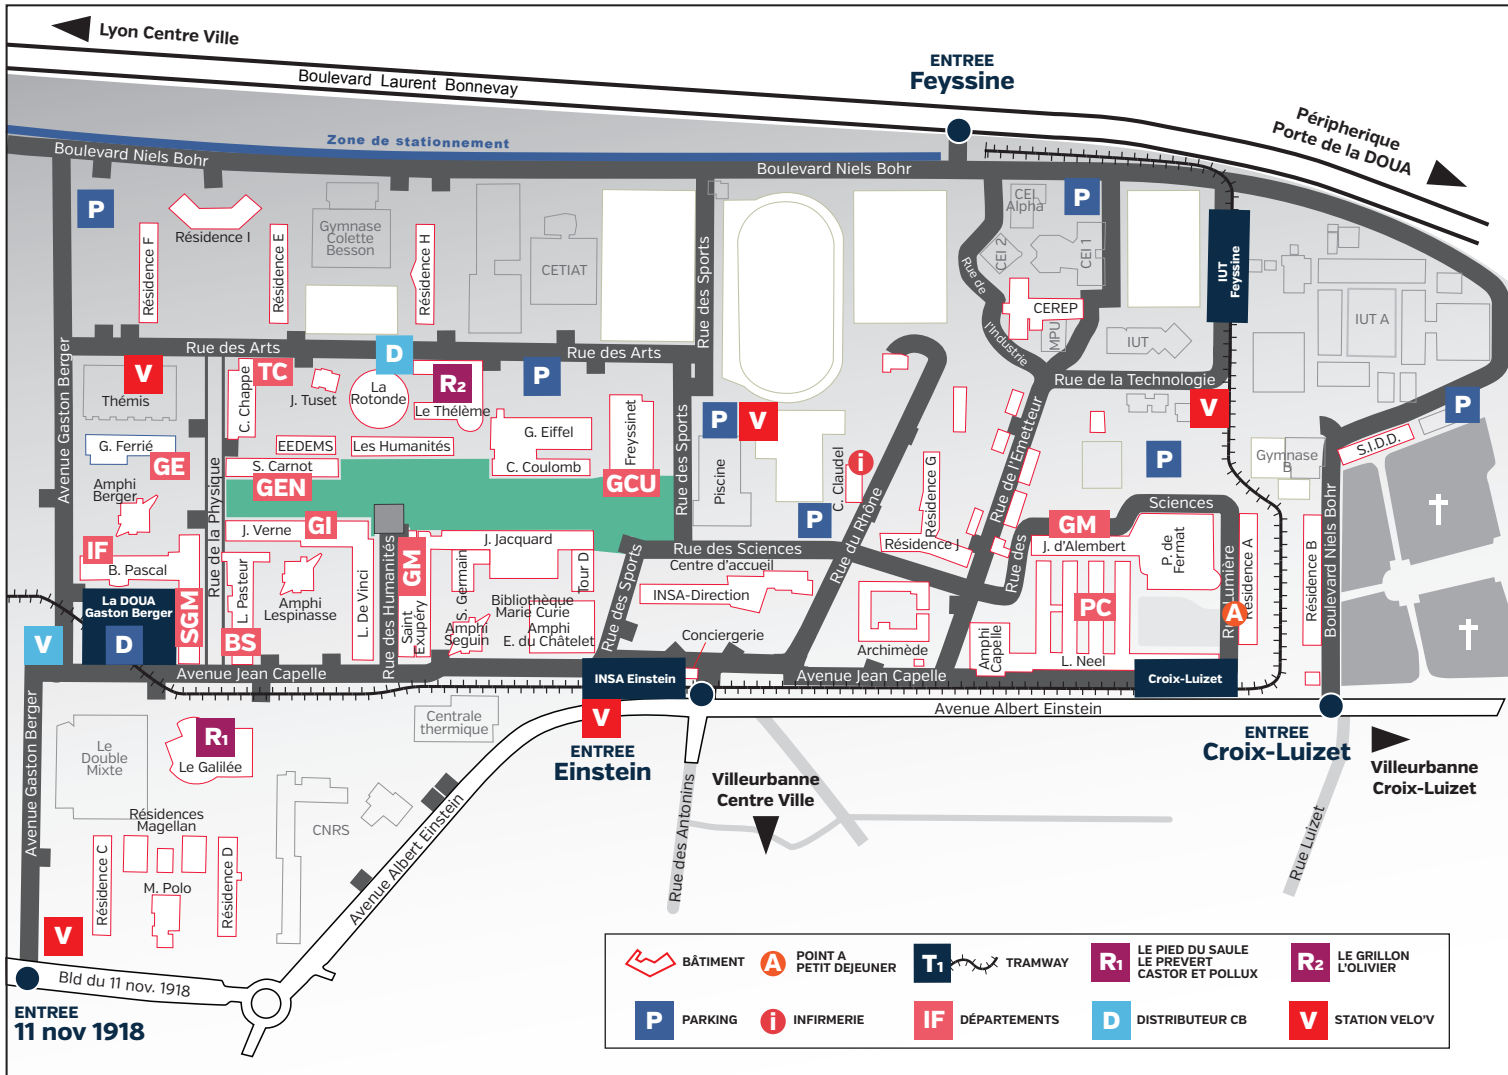 Lyon Centre Ville
Boulevard Laurent Bonnevay
ENTREE
Feyssine
Péripherique
Porte de la DOUA
Zone de stationnement
Boulevard Niels Bohr
Boulevard Niels Bohr
P
Résidence I
Résidence F
Résidence E
Gymnase
Colette
Besson
Résidence H
CETIAT
Rue des Sports
CEI
Alpha
P
CEI 2
CEI 1
Rue de
l'Industrie
CEREP
MPU
IUT
IUT
Feyssine
IUT A
Avenue Gaston Berger
Rue des Arts
D
Rue des Arts
V
Thémis
TC
C. Chappe
J. Tuset
La
Rotonde
R2
Le Thélème
P
G. Eiffel
Freyssinet
Rue des Sports
P
V
Piscine
C. Claudel
i
Rue de la Technologie
V
P
P
Rue de l'Emetteur
G. Ferrié
GE
EEDEMS
Les Humanités
S. Carnot
GEN
C. Coulomb
GCU
Résidence G
Gymnase
B
S.I.D.D.
Amphi
Berger
Rue de la Physique
J. Verne
GI
P
Rue du Rhône
Sciences
Rue des
GM
J. d'Alembert
P. de
Fermat
IF
B. Pascal
GM
J. Jacquard
Rue des Sciences
Centre d'accueil
Résidence J
La DOUA
Gaston Berger
D
V
SGM
L. Pasteur
BS
Amphi
Lespinasse
L. De Vinci
Rue des Humanités
Saint
Exupéry
S. Germain
Amphi
Seguin
Bibliothèque
Marie Curie
Amphi
E. du Châtelet
Tour D
Rue des Sports
INSA-Direction
Conciergerie
Archimède
Amphi
Capelle
PC
L. Neel
A
Résidence A
Résidence B
Boulevard Niels Bohr
Avenue Jean Capelle
INSA Einstein
Avenue Jean Capelle
Croix-Luizet
Avenue Gaston Berger
Avenue Albert Einstein
Centrale
thermique
V
ENTREE
Einstein
Villeurbanne
Centre Ville
ENTREE
Croix-Luizet
Villeurbanne
Croix-Luizet
Le
Double
Mixte
R1
Le Galilée
Résidences
Magellan
CNRS
Résidence C
M. Polo
Résidence D
Avenue Albert Einstein
Rue des Antonins
Rue Luizet
V
Bld du 11 nov. 1918
ENTREE
11 nov 1918
BÂTIMENT
A
POINT A
PETIT DEJEUNER
T1
TRAMWAY
R1
LE PIED DU SAULE
LE PREVERT
CASTOR ET POLLUX
R2
LE GRILLON
L'OLIVIER
P
PARKING
i
INFIRMERIE
IF
DÉPARTEMENTS
D
DISTRIBUTEUR CB
V
STATION VELO'V